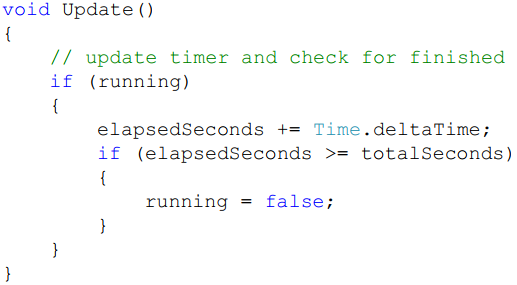 void Update()
{
    // update timer and check for finished
    if (running)
    {
        elapsedSeconds += Time.deltaTime;
        if (elapsedSeconds >= totalSeconds)
        {
            running = false;
        }
    }
}